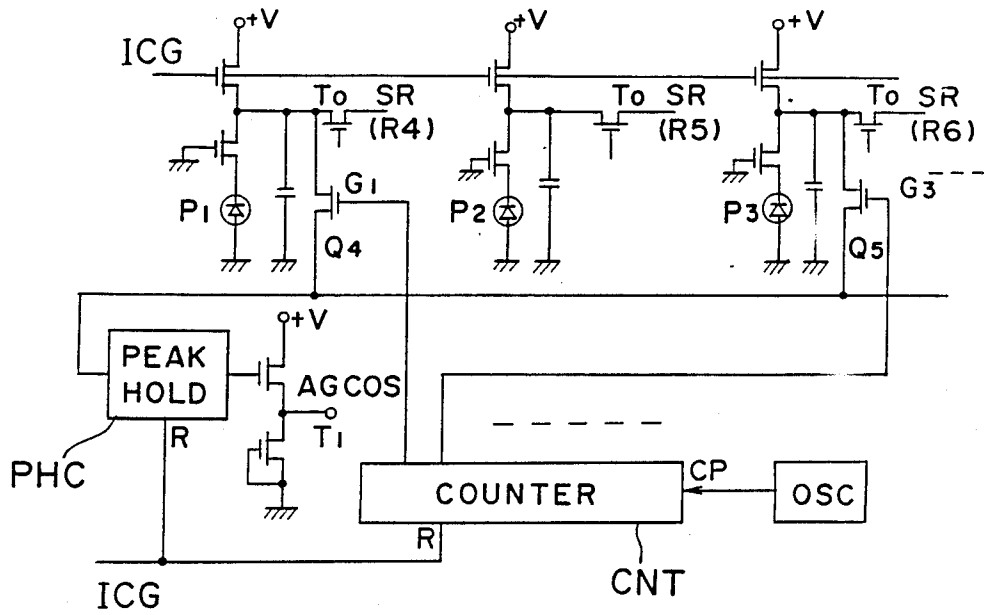 +V
+V
+V
ICG
To SR
(R4)
To SR
(R5)
To SR
(R6)
P1
G1
Q4
P2
P3
G3
Q5
+V
PEAK
HOLD
AGCOS
T1
R
PHC
COUNTER
CP
OSC
R
CNT
ICG